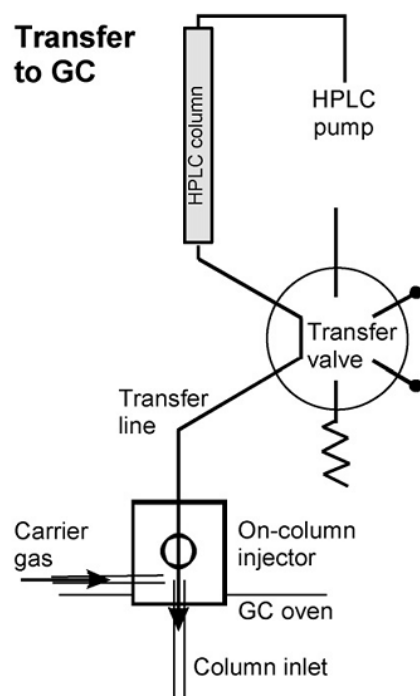 Transfer
to GC
HPLC column
HPLC
pump
Transfer
valve
Transfer
line
Carrier
gas
On-column
injector
GC oven
Column inlet